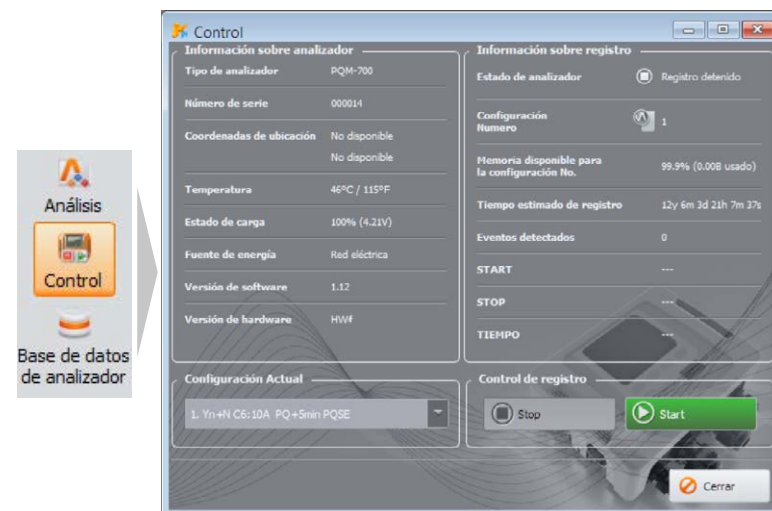 Análisis
Control
Base de datos
de analizador
Control
Información sobre analizador
Tipo de analizador PQM-700
Número de serie 000014
Coordenadas de ubicación No disponible
No disponible
Temperatura 46ºC / 115ºF
Estado de carga 100% (4.21V)
Fuente de energía Red eléctrica
Versión de software 1.12
Versión de hardware HWf
Configuración Actual
1. Yn+N C6:10A PQ+5min PQSE
Información sobre registro
Estado de analizador Registro detenido
Configuración
Numero 1
Memoria disponible para
la configuración No. 99.9% (0.00B usado)
Tiempo estimado de registro 12y 6m 3d 21h 7m 37s
Eventos detectados 0
START ---
STOP ---
TIEMPO ---
Control de registro
Stop Start
Cerrar